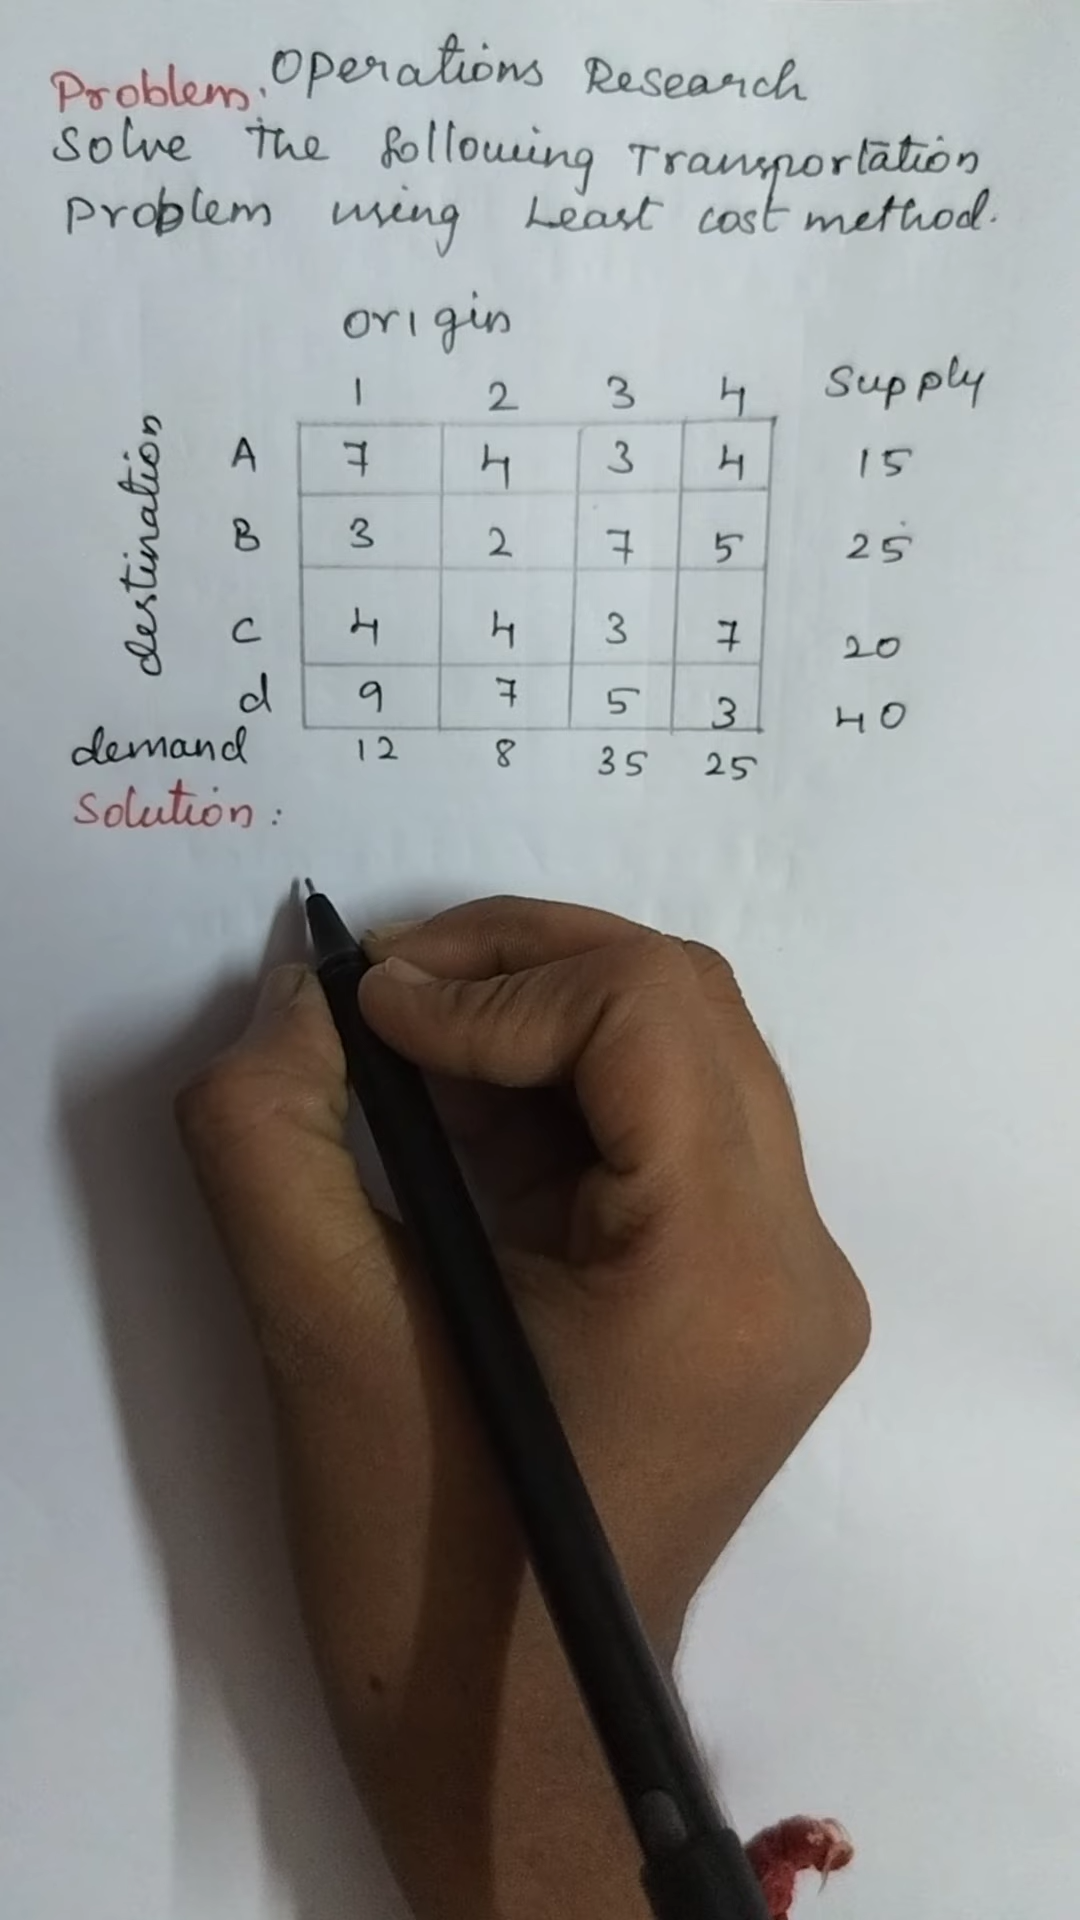 Operations Research
Problem.
Solve The following Transportation
Problem using Least cost method.
origin
1 2 3 4 Supply
destination
A 7 4 3 4 15
B 3 2 7 5 25
C 4 4 3 7 20
d 9 7 5 3 40
demand 12 8 35 25
Solution: